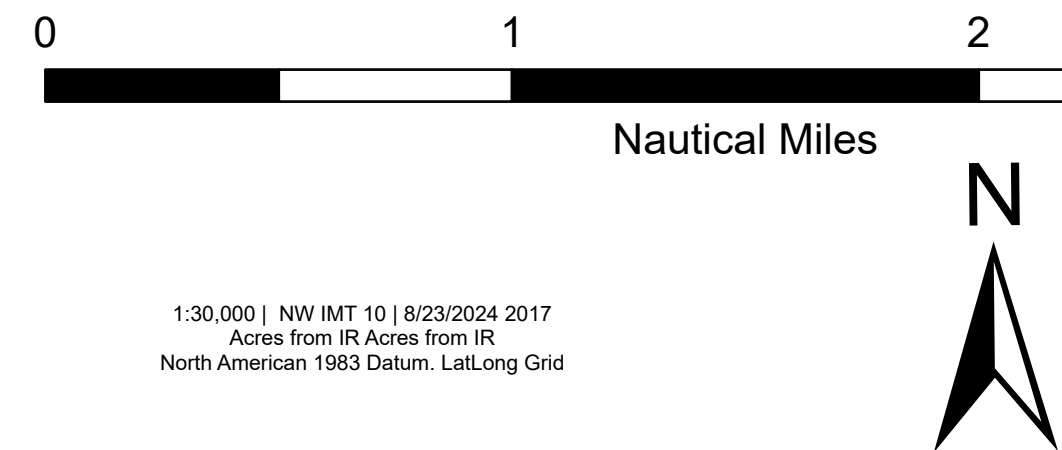 0 1 2
Nautical Miles
N
1:30,000 | NW IMT 10 | 8/23/2024 2017
Acres from IR Acres from IR
North American 1983 Datum. LatLong Grid